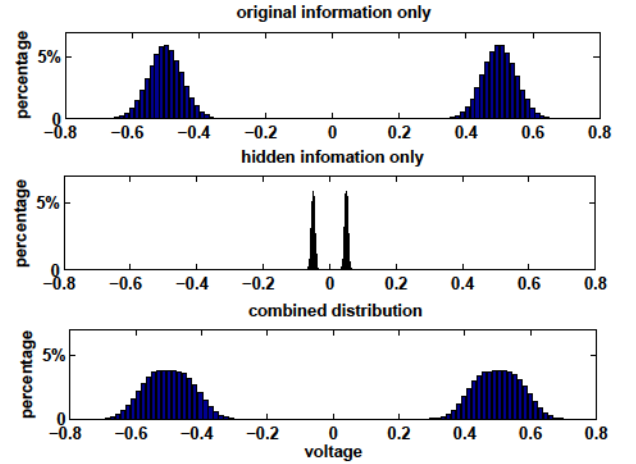 original information only
percentage
5%
0
−0.8 −0.6 −0.4 −0.2 0 0.2 0.4 0.6 0.8
hidden infomation only
percentage
5%
0
−0.8 −0.6 −0.4 −0.2 0 0.2 0.4 0.6 0.8
combined distribution
percentage
5%
0
−0.8 −0.6 −0.4 −0.2 0 0.2 0.4 0.6 0.8
voltage